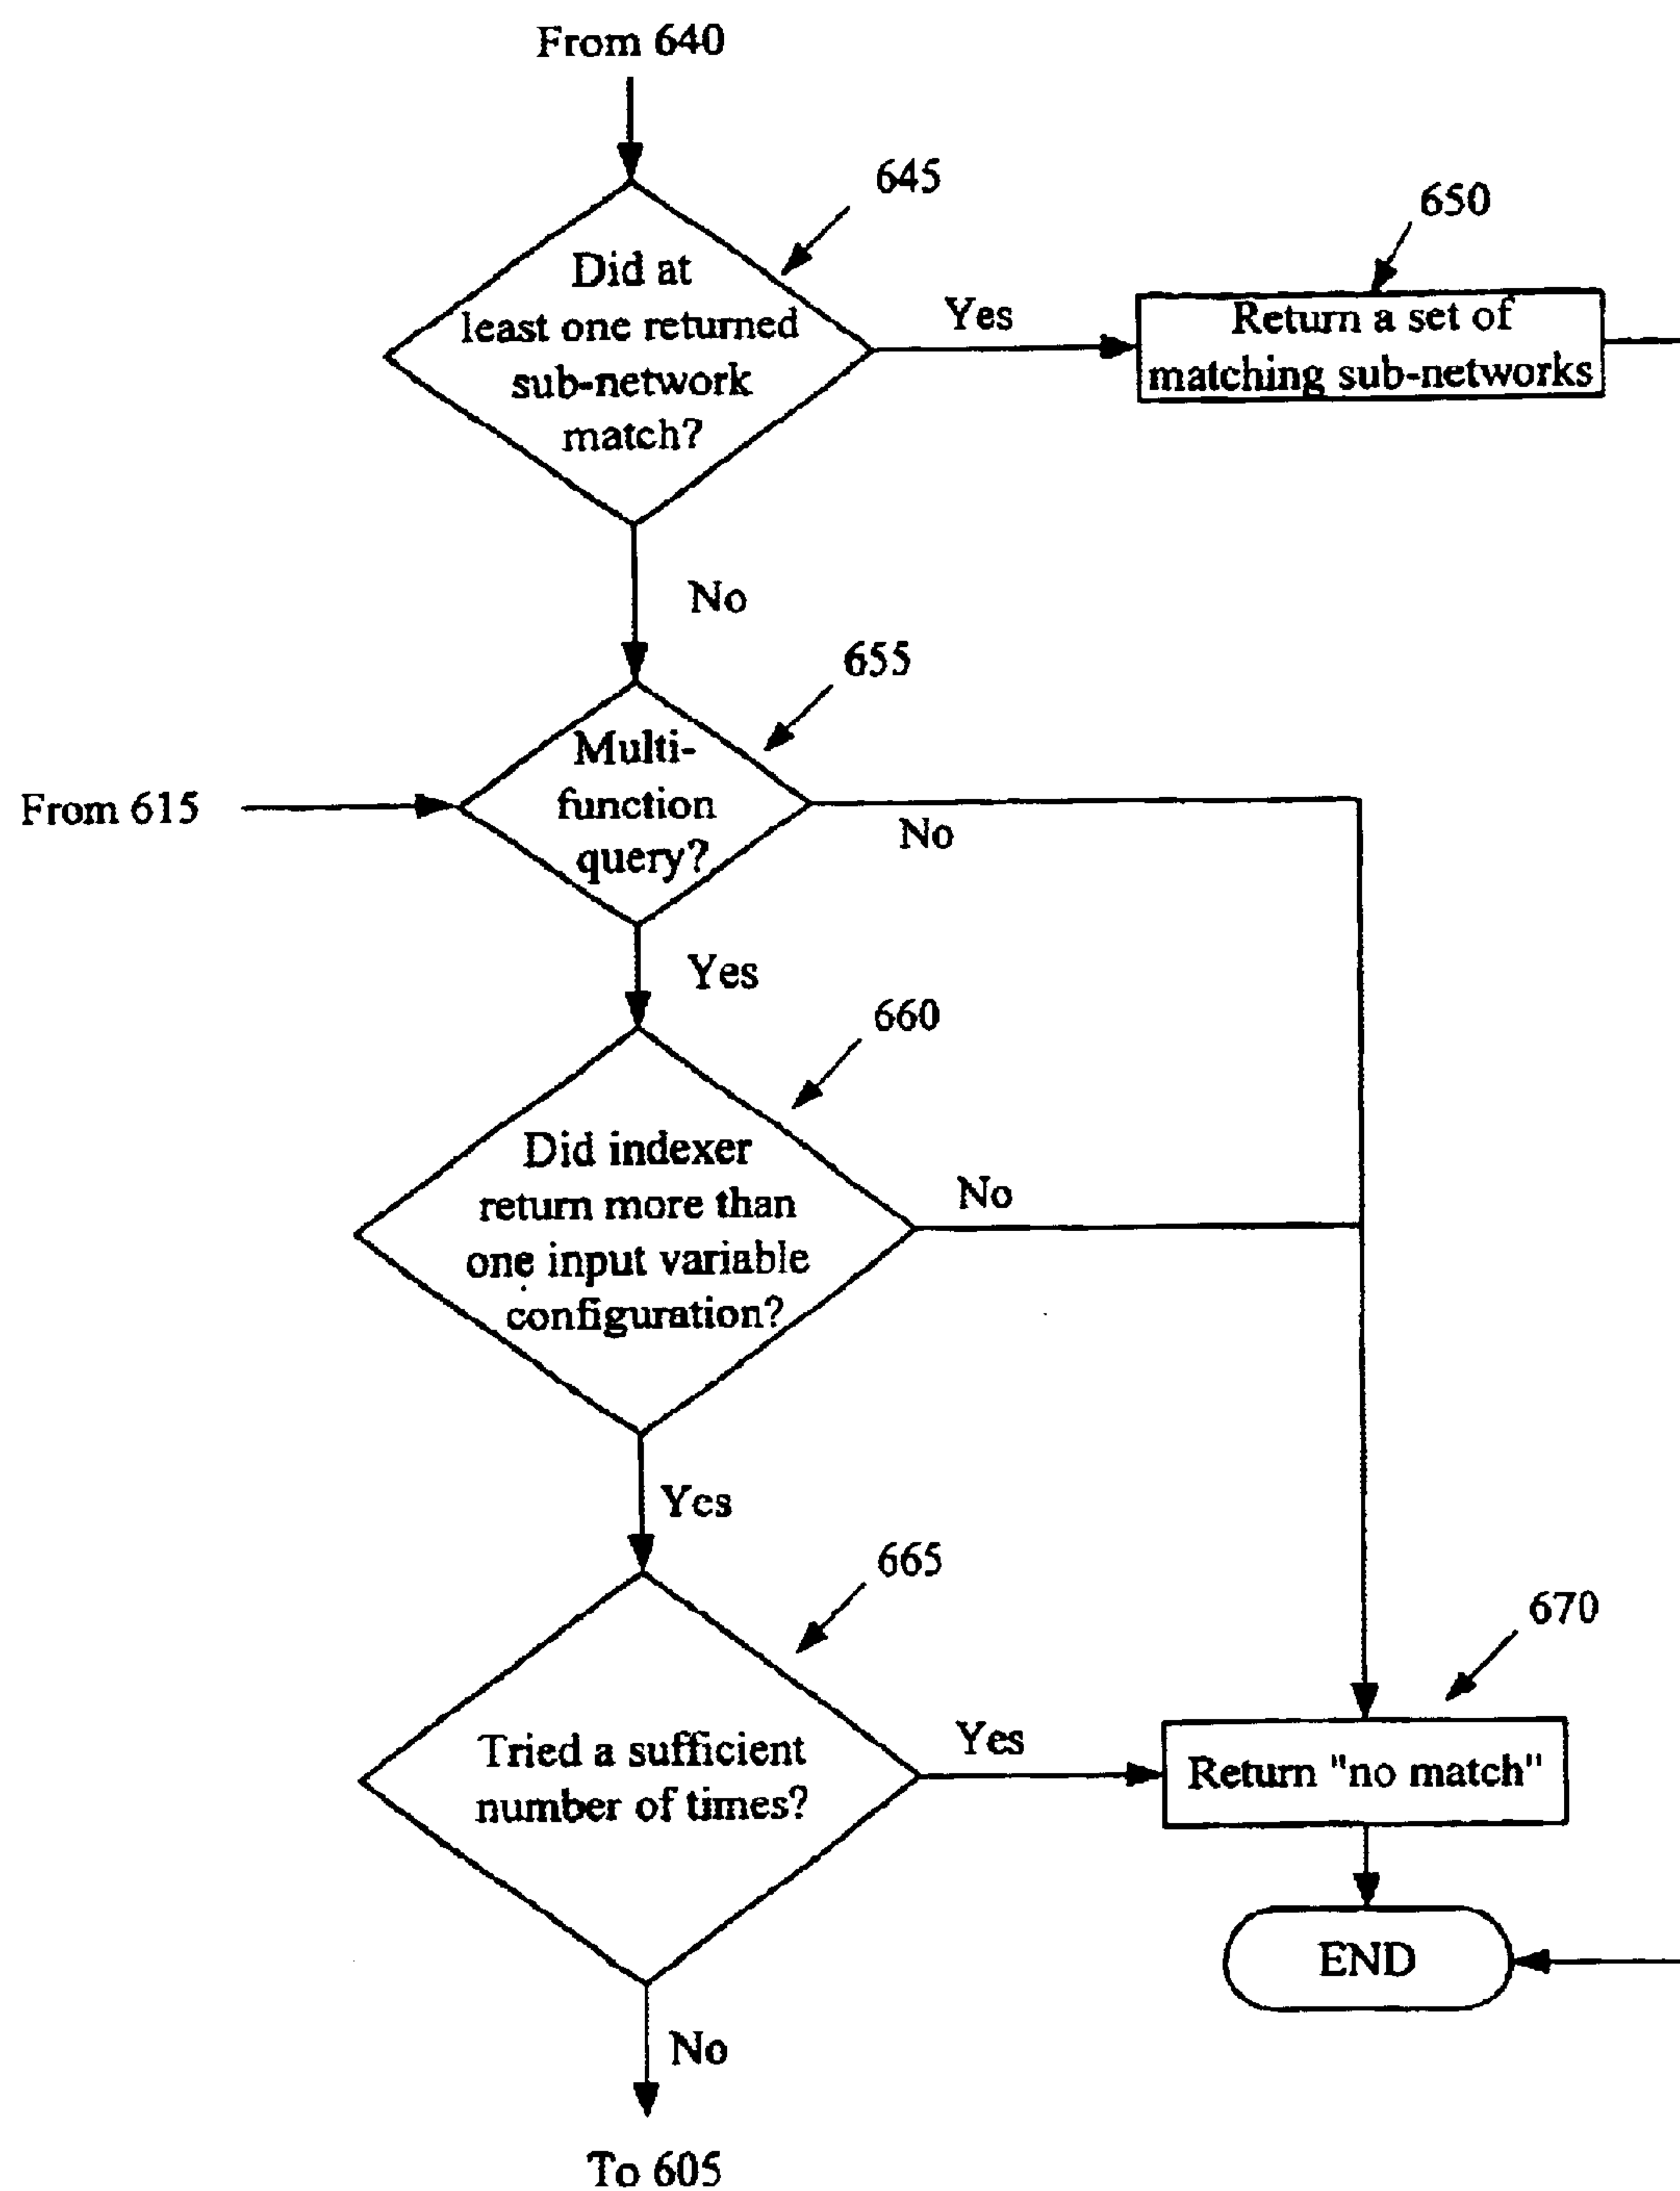 From 640
645
Did at
least one returned
sub-network
match?
Yes
650
Return a set of
matching sub-networks
No
655
From 615
Multi-
function
query?
No
Yes
660
Did indexer
return more than
one input variable
configuration?
No
Yes
665
Tried a sufficient
number of times?
Yes
670
Return "no match"
END
No
To 605